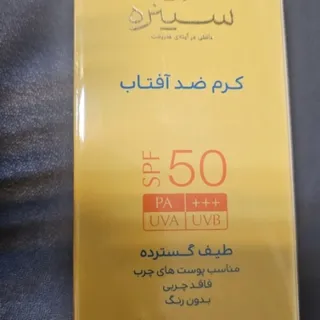 سینره
کرم ضد آفتاب
SPF 50
PA +++
UVA UVB
طیف گسترده
مناسب پوست های چرب
فاقد چربی
بدون رنگ